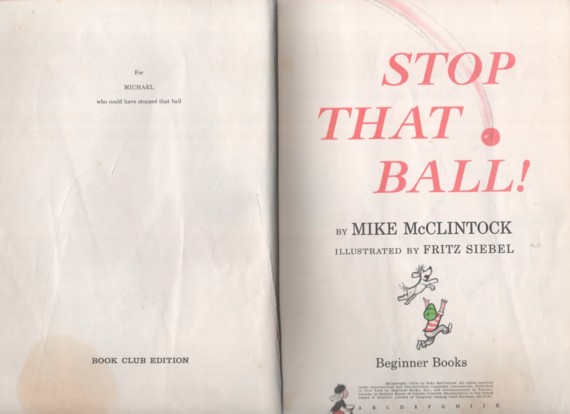 For
MICHAEL
who could have stopped that ball
BOOK CLUB EDITION
STOP
THAT
BALL!
BY MIKE McCLINTOCK
ILLUSTRATED BY FRITZ SIEBEL
Beginner Books
A B C D E F G H I J K